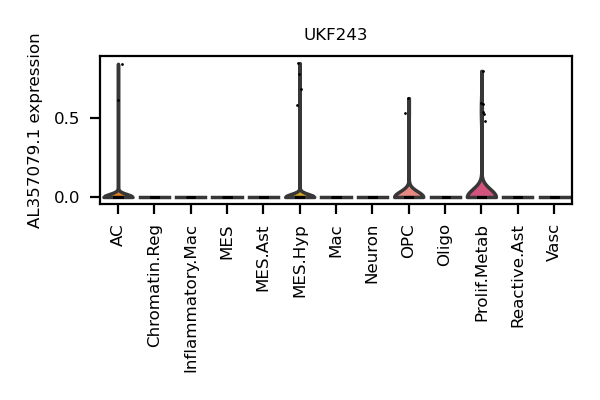 UKF243
AL357079.1 expression
0.5
0.0
AC
Chromatin.Reg
Inflammatory.Mac
MES
MES.Ast
MES.Hyp
Mac
Neuron
OPC
Oligo
Prolif.Metab
Reactive.Ast
Vasc